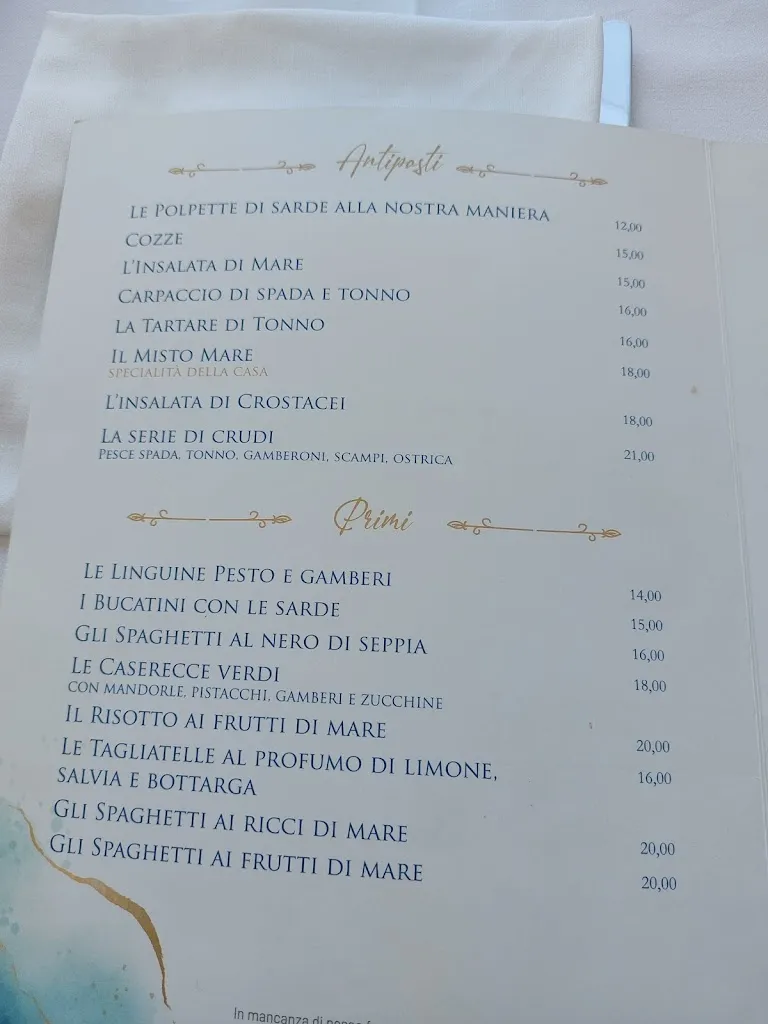 Antipasti
Le Polpette di sarde alla nostra maniera 12,00
Cozze 15,00
L'Insalata di Mare 15,00
Carpaccio di spada e tonno 16,00
La Tartare di Tonno 16,00
Il Misto Mare 18,00
specialità della casa
L'insalata di Crostacei 18,00
La serie di crudi 21,00
Pesce spada, tonno, gamberoni, scampi, ostrica
Primi
Le Linguine Pesto e gamberi 14,00
I Bucatini con le sarde 15,00
Gli Spaghetti al nero di seppia 16,00
Le Caserecce verdi 18,00
con mandorle, pistacchi, gamberi e zucchine
Il Risotto ai frutti di mare 20,00
Le Tagliatelle al profumo di limone, 16,00
salvia e bottarga
Gli Spaghetti ai ricci di mare 20,00
Gli Spaghetti ai frutti di mare 20,00
In mancanza di